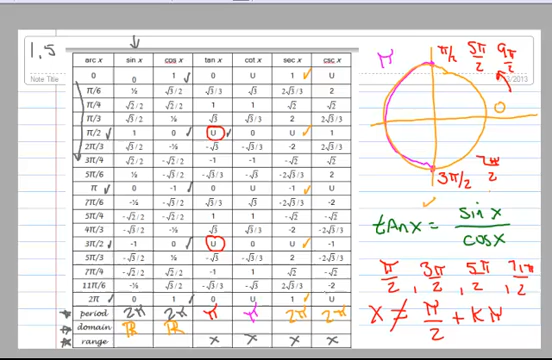 1.5
Note Title
arc x sin x cos x tan x cot x sec x csc x
0 0 1 0 U 1 U
π/6 ½ √3/2 √3/3 √3 2√3/3 2
π/4 √2/2 √2/2 1 1 √2 √2
π/3 √3/2 ½ √3 √3/3 2 2√3/3
π/2 1 0 U 0 U 1
2π/3 √3/2 -½ -√3 -√3/3 -2 2√3/3
3π/4 √2/2 -√2/2 -1 -1 -√2 √2
5π/6 ½ -√3/2 -√3/3 -√3 -2√3/3 2
π 0 -1 0 U -1 U
7π/6 -½ -√3/2 √3/3 √3 -2√3/3 -2
5π/4 -√2/2 -√2/2 1 1 -√2 -√2
4π/3 -√3/2 -½ √3 √3/3 -2 -2√3/3
3π/2 -1 0 U 0 U -1
5π/3 -√3/2 ½ -√3 -√3/3 2 -2√3/3
7π/4 -√2/2 √2/2 -1 -1 √2 -√2
11π/6 -½ √3/2 -√3/3 -√3 2√3/3 -2
2π 0 1 0 U 1 U
period 2π 2π π π 2π 2π
domain ℝ ℝ
range x x x x
π π/2 5π/2 9π/2
0
3π/2 7π/2
tAnx = sinx/cosx
π/2, 3π/2, 5π/2, 7π/2
x ≠ π/2 + Kπ